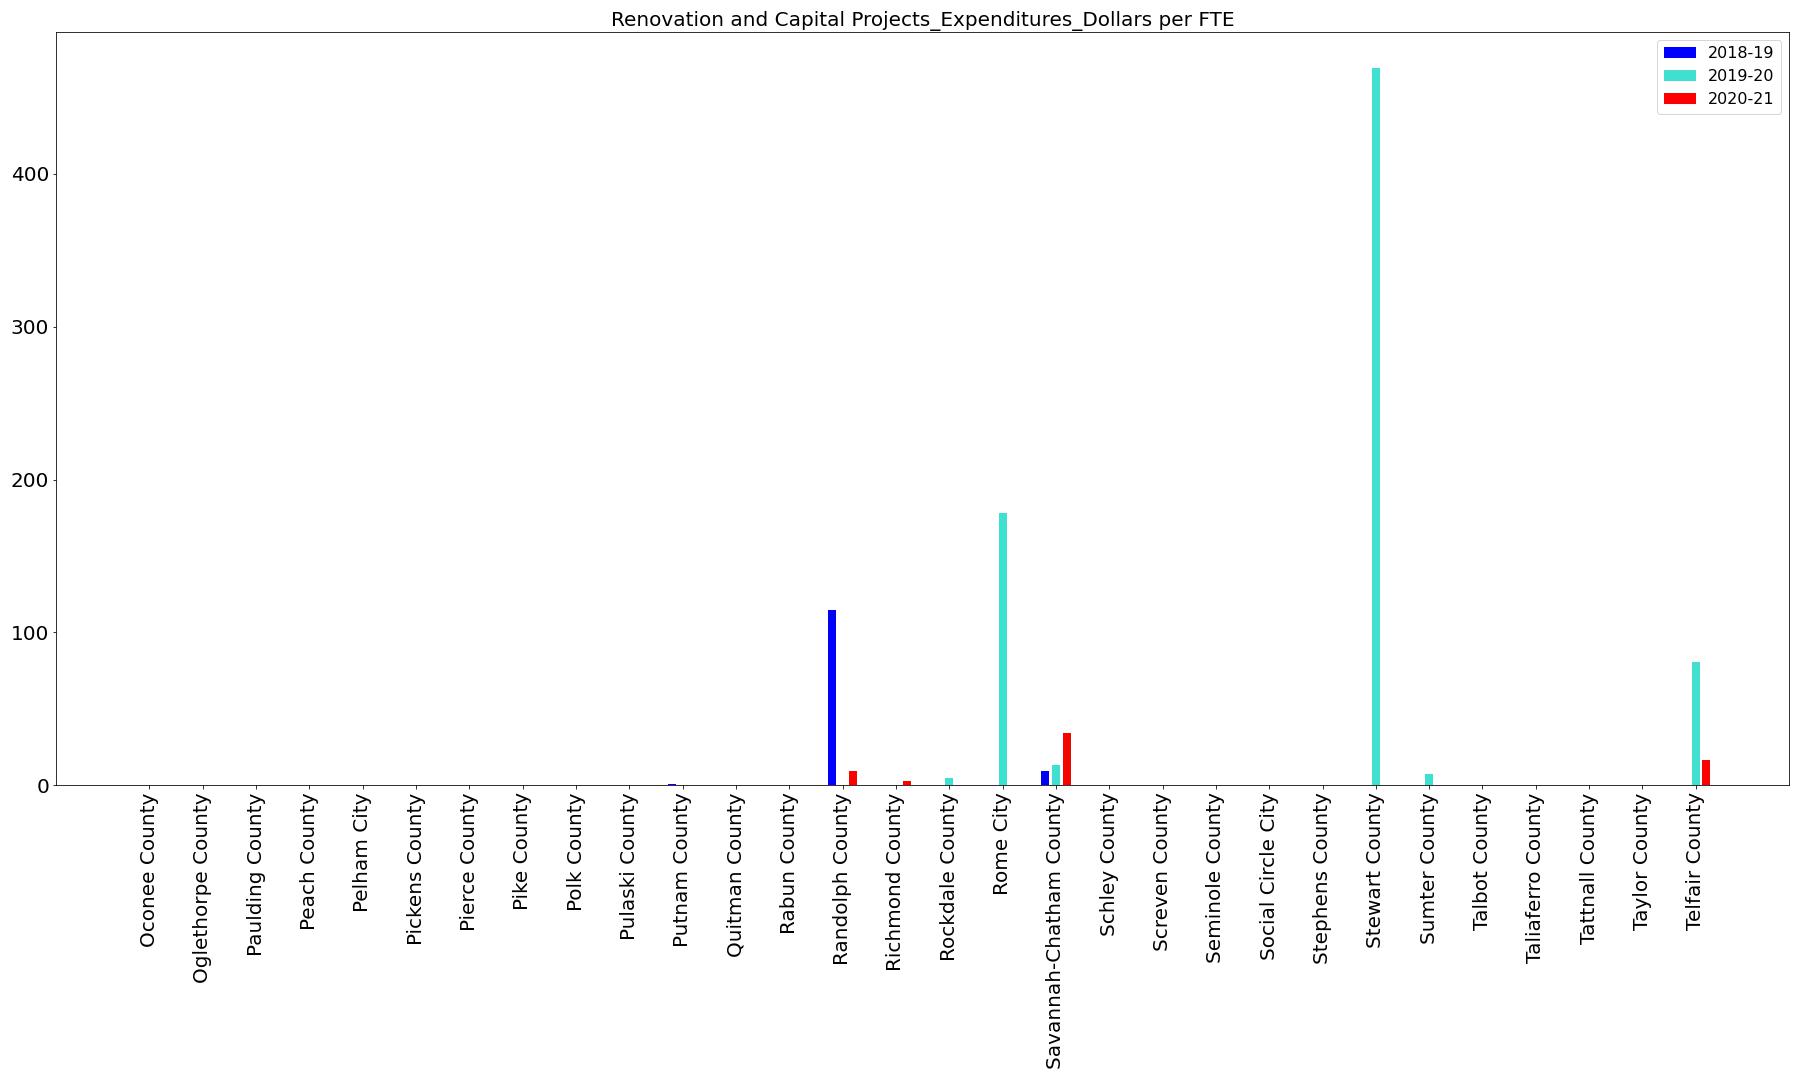 Renovation and Capital Projects_Expenditures_Dollars per FTE
2018-19
2019-20
2020-21
400
300
200
100
0
Oconee County
Oglethorpe County
Paulding County
Peach County
Pelham City
Pickens County
Pierce County
Pike County
Polk County
Pulaski County
Putnam County
Quitman County
Rabun County
Randolph County
Richmond County
Rockdale County
Rome City
Savannah-Chatham County
Schley County
Screven County
Seminole County
Social Circle City
Stephens County
Stewart County
Sumter County
Talbot County
Taliaferro County
Tattnall County
Taylor County
Telfair County